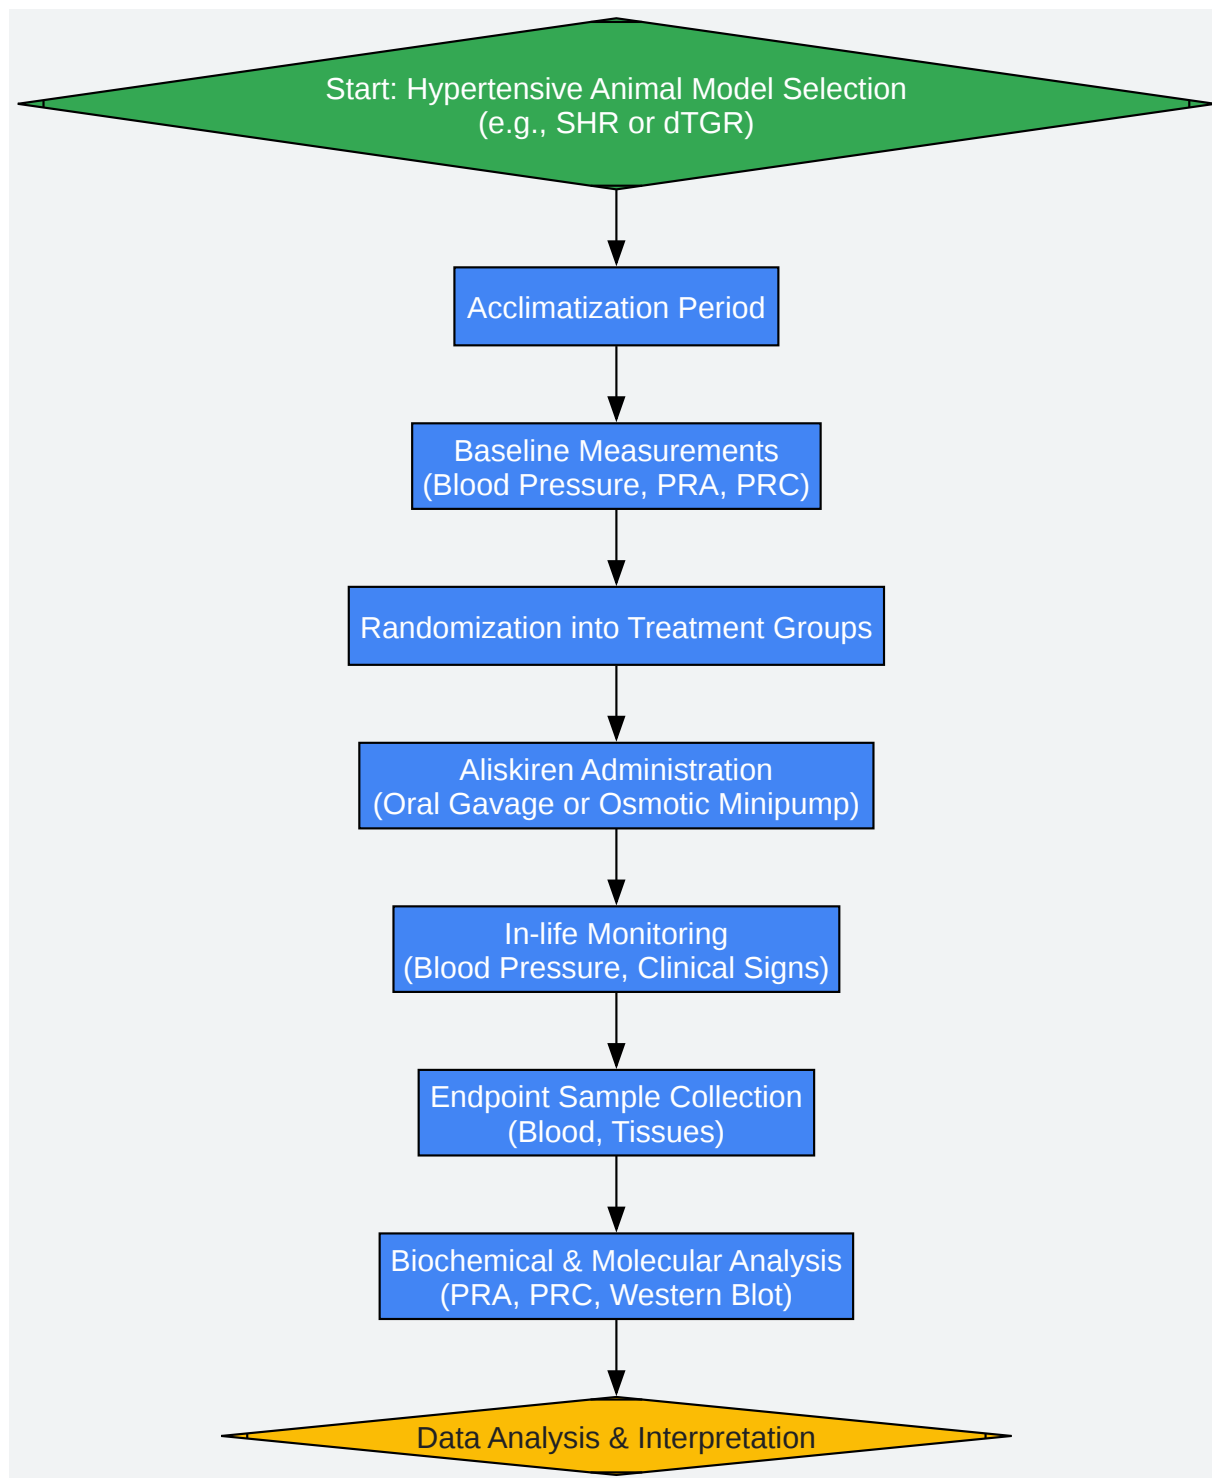 Start: Hypertensive Animal Model Selection
(e.g., SHR or dTGR)
Acclimatization Period
Baseline Measurements
(Blood Pressure, PRA, PRC)
Randomization into Treatment Groups
Aliskiren Administration
(Oral Gavage or Osmotic Minipump)
In-life Monitoring
(Blood Pressure, Clinical Signs)
Endpoint Sample Collection
(Blood, Tissues)
Biochemical & Molecular Analysis
(PRA, PRC, Western Blot)
Data Analysis & Interpretation